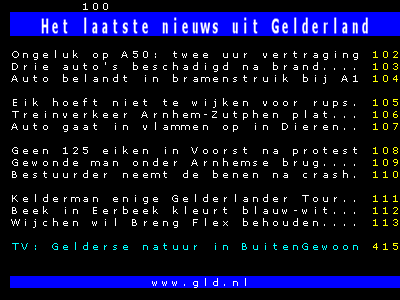 100
Het laatste nieuws uit Gelderland
Ongeluk op A50: twee uur vertraging 102
Drie auto's beschadigd na brand.... 103
Auto belandt in bramenstruik bij A1 104
Eik hoeft niet te wijken voor rups. 105
Treinverkeer Arnhem-Zutphen plat... 106
Auto gaat in vlammen op in Dieren.. 107
Geen 125 eiken in Voorst na protest 108
Gewonde man onder Arnhemse brug.... 109
Bestuurder neemt de benen na crash. 110
Kelderman enige Gelderlander Tour.. 111
Beek in Eerbeek kleurt blauw-wit... 112
Wijchen wil Breng Flex behouden.... 113
TV: Gelderse natuur in BuitenGewoon 415
www.gld.nl